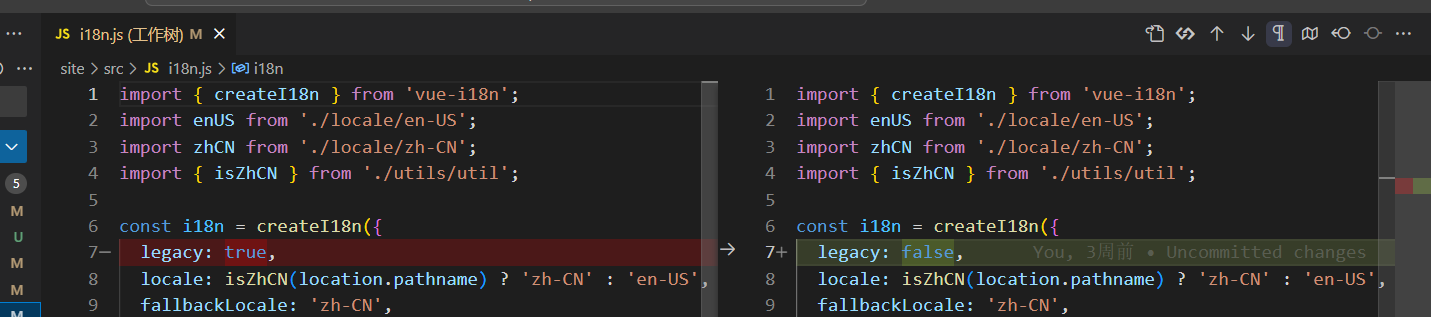 JS i18n.js (工作树) M
site > src > JS i18n.js > i18n
1 import { createI18n } from 'vue-i18n';
2 import enUS from './locale/en-US';
3 import zhCN from './locale/zh-CN';
4 import { isZhCN } from './utils/util';
5
6 const i18n = createI18n({
7− legacy: true,
8 locale: isZhCN(location.pathname) ? 'zh-CN' : 'en-US',
9 fallbackLocale: 'zh-CN',
1 import { createI18n } from 'vue-i18n';
2 import enUS from './locale/en-US';
3 import zhCN from './locale/zh-CN';
4 import { isZhCN } from './utils/util';
5
6 const i18n = createI18n({
7+ legacy: false, You, 3周前 • Uncommitted changes
8 locale: isZhCN(location.pathname) ? 'zh-CN' : 'en-US',
9 fallbackLocale: 'zh-CN',
5
M
U
M
M
M